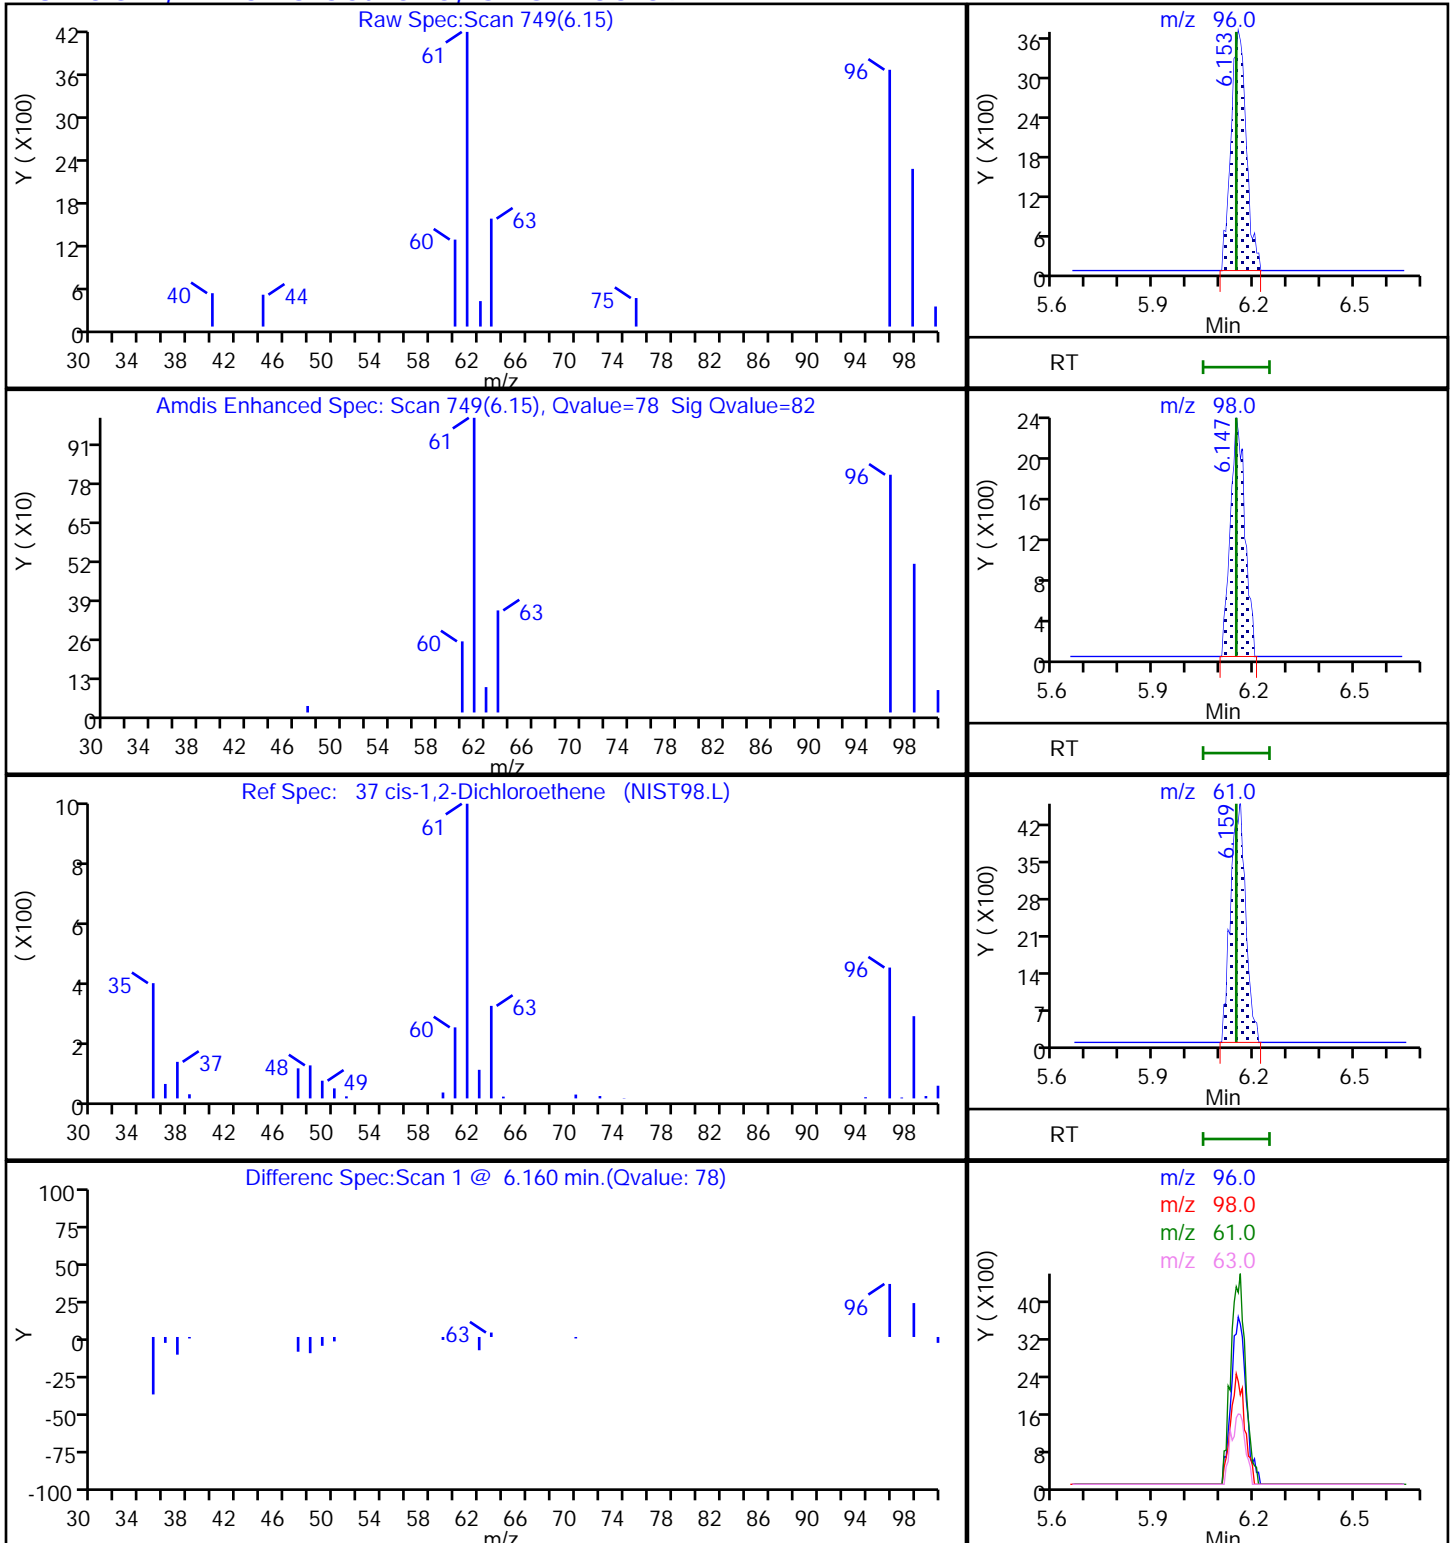 Raw Spec:Scan 749(6.15)
Y ( X100)
42
36
30
24
18
12
6
0
61
96
60
63
40
44
75
30 34 38 42 46 50 54 58 62 66 70 74 78 82 86 90 94 98
m/z
m/z 96.0
6.153
Y ( X100)
36
30
24
18
12
6
0
5.6 5.9 6.2 6.5
Min
RT
Amdis Enhanced Spec: Scan 749(6.15), Qvalue=78 Sig Qvalue=82
Y ( X10)
91
78
65
52
39
26
13
0
61
96
60
63
30 34 38 42 46 50 54 58 62 66 70 74 78 82 86 90 94 98
m/z
m/z 98.0
6.147
Y ( X100)
24
20
16
12
8
4
0
5.6 5.9 6.2 6.5
Min
RT
Ref Spec: 37 cis-1,2-Dichloroethene (NIST98.L)
( X100)
10
8
6
4
2
0
61
35
96
60
63
37
48
49
30 34 38 42 46 50 54 58 62 66 70 74 78 82 86 90 94 98
m/z 61.0
6.159
Y ( X100)
42
35
28
21
14
7
0
5.6 5.9 6.2 6.5
Min
RT
Differenc Spec:Scan 1 @ 6.160 min.(Qvalue: 78)
Y
100
75
50
25
0
-25
-50
-75
-100
96
63
30 34 38 42 46 50 54 58 62 66 70 74 78 82 86 90 94 98
m/z
m/z 96.0
m/z 98.0
m/z 61.0
m/z 63.0
Y ( X100)
40
32
24
16
8
0
5.6 5.9 6.2 6.5
Min